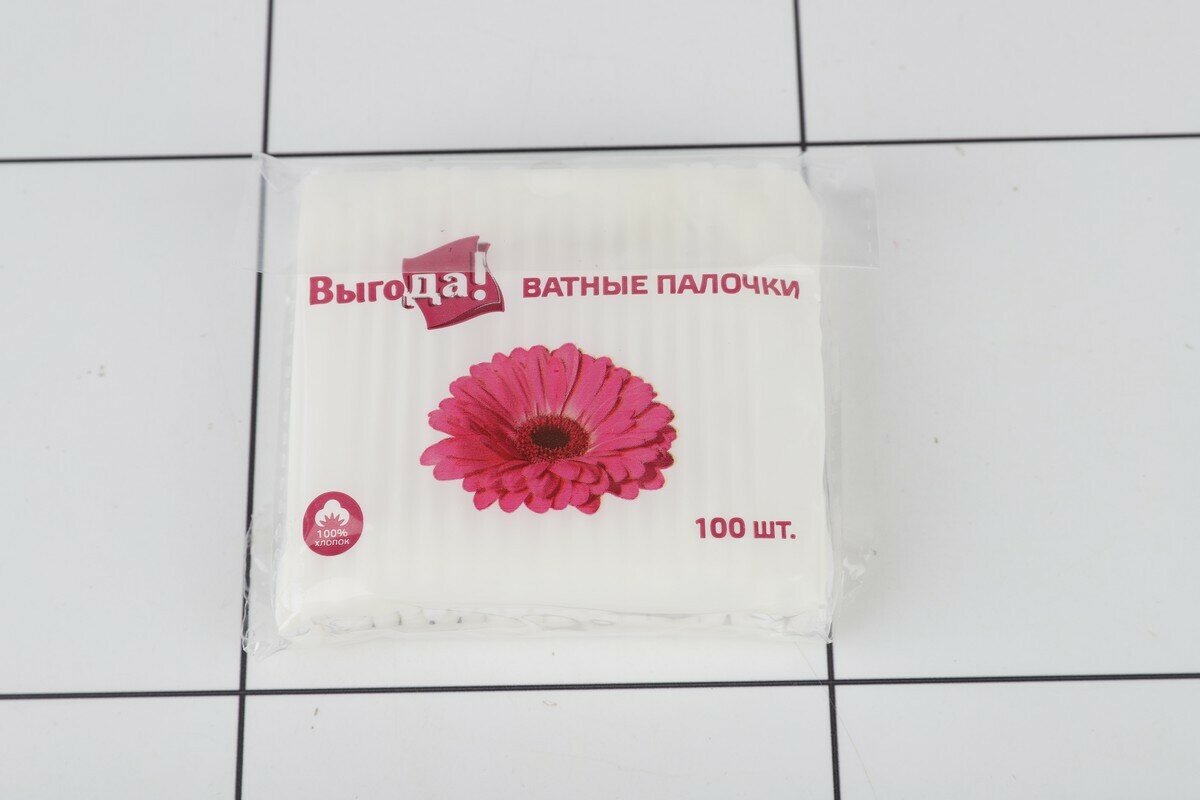 ВыгоДа!
ВАТНЫЕ ПАЛОЧКИ
100%
ХЛОПОК
100 шт.